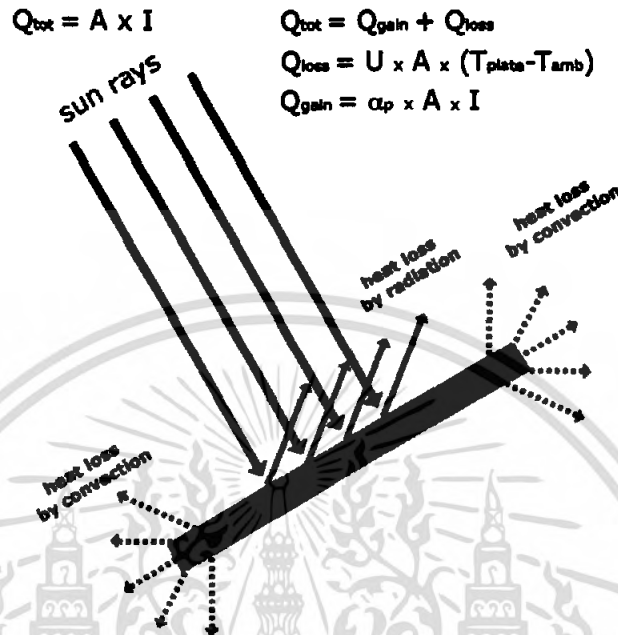 Qtot = A x I
Qtot = Qgain + Qloss
Qloss = U x A x (Tplate-Tamb)
Qgain = αp x A x I
sun rays
heat loss
by convection
heat loss
by radiation
heat loss
by convection